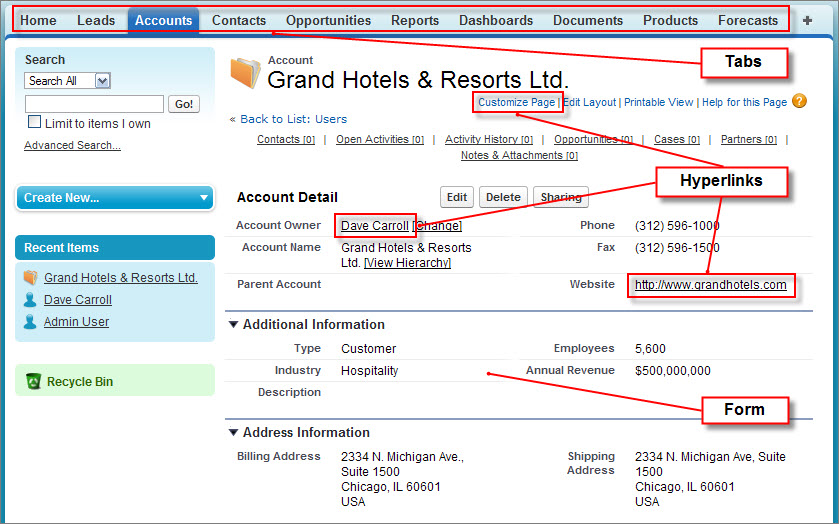 Home Leads Accounts Contacts Opportunities Reports Dashboards Documents Products Forecasts +
Tabs
Search
Search All
Go!
Limit to items I own
Advanced Search...
Create New...
Recent Items
Grand Hotels & Resorts Ltd.
Dave Carroll
Admin User
Recycle Bin
Account
Grand Hotels & Resorts Ltd.
Customize Page | Edit Layout | Printable View | Help for this Page ?
« Back to List: Users
Contacts [0] | Open Activities [0] | Activity History [0] | Opportunities [0] | Cases [0] | Partners [0] |
Notes & Attachments [0]
Hyperlinks
Account Detail Edit Delete Sharing
Account Owner Dave Carroll [Change] Phone (312) 596-1000
Account Name Grand Hotels & Resorts Fax (312) 596-1500
Ltd. [View Hierarchy]
Parent Account Website http://www.grandhotels.com
Additional Information
Type Customer Employees 5,600
Industry Hospitality Annual Revenue $500,000,000
Description
Form
Address Information
Billing Address 2334 N. Michigan Ave., Shipping 2334 N. Michigan Ave, Suite
Suite 1500 Address 1500
Chicago, IL 60601 Chicago, IL 60601
USA USA